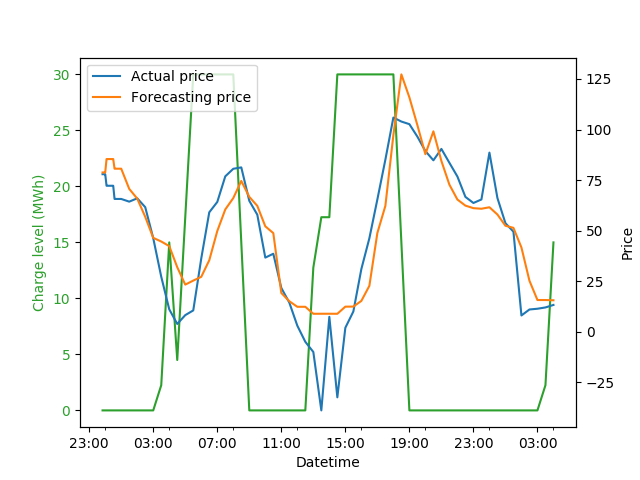 Actual price
Forecasting price
30
25
20
15
10
5
0
Charge level (MWh)
125
100
75
50
25
0
−25
Price
23:00 03:00 07:00 11:00 15:00 19:00 23:00 03:00
Datetime